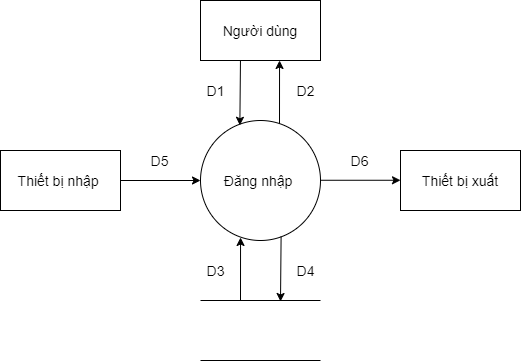 Người dùng
D1
D2
Thiết bị nhập
D5
Đăng nhập
D6
Thiết bị xuất
D3
D4